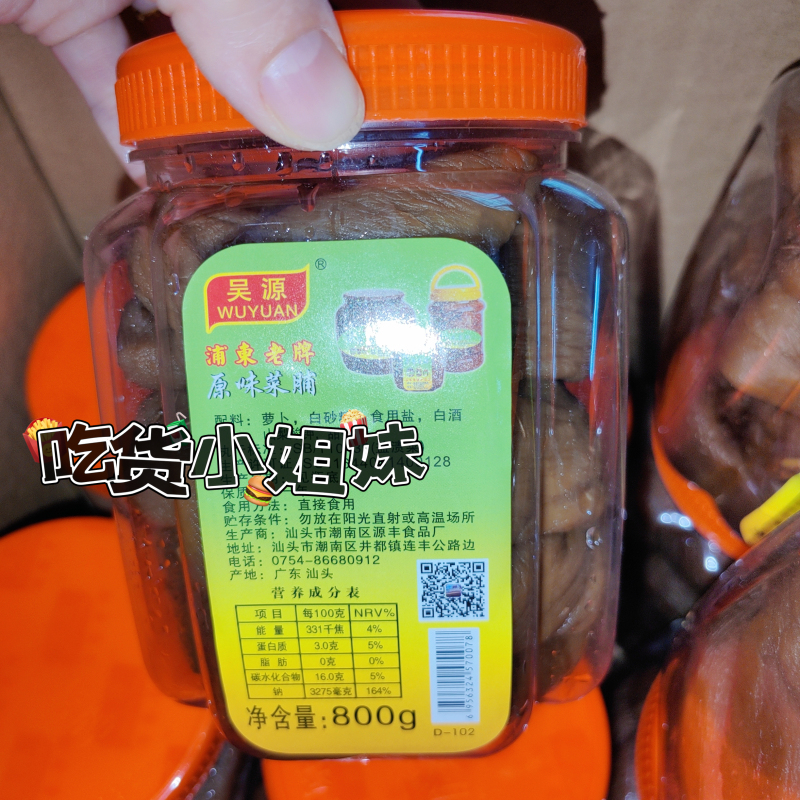 吴源®
WUYUAN
浦東老牌
原味菜脯
配料：萝卜，白砂 食用盐，白酒
128
吃货小姐妹
保质
食用方法：直接食用
贮存条件：勿放在阳光直射或高温场所
生产商：汕头市潮南区源丰食品厂
地址：汕头市潮南区井都镇连丰公路边
电话：0754-86680912
产地：广东 汕头
营养成分表
项目 每100克 NRV%
能量 331千焦 4%
蛋白质 3.0克 5%
脂肪 0克 0%
碳水化合物 16.0克 5%
钠 3275毫克 164%
净含量：800g
6936324570078
D-102